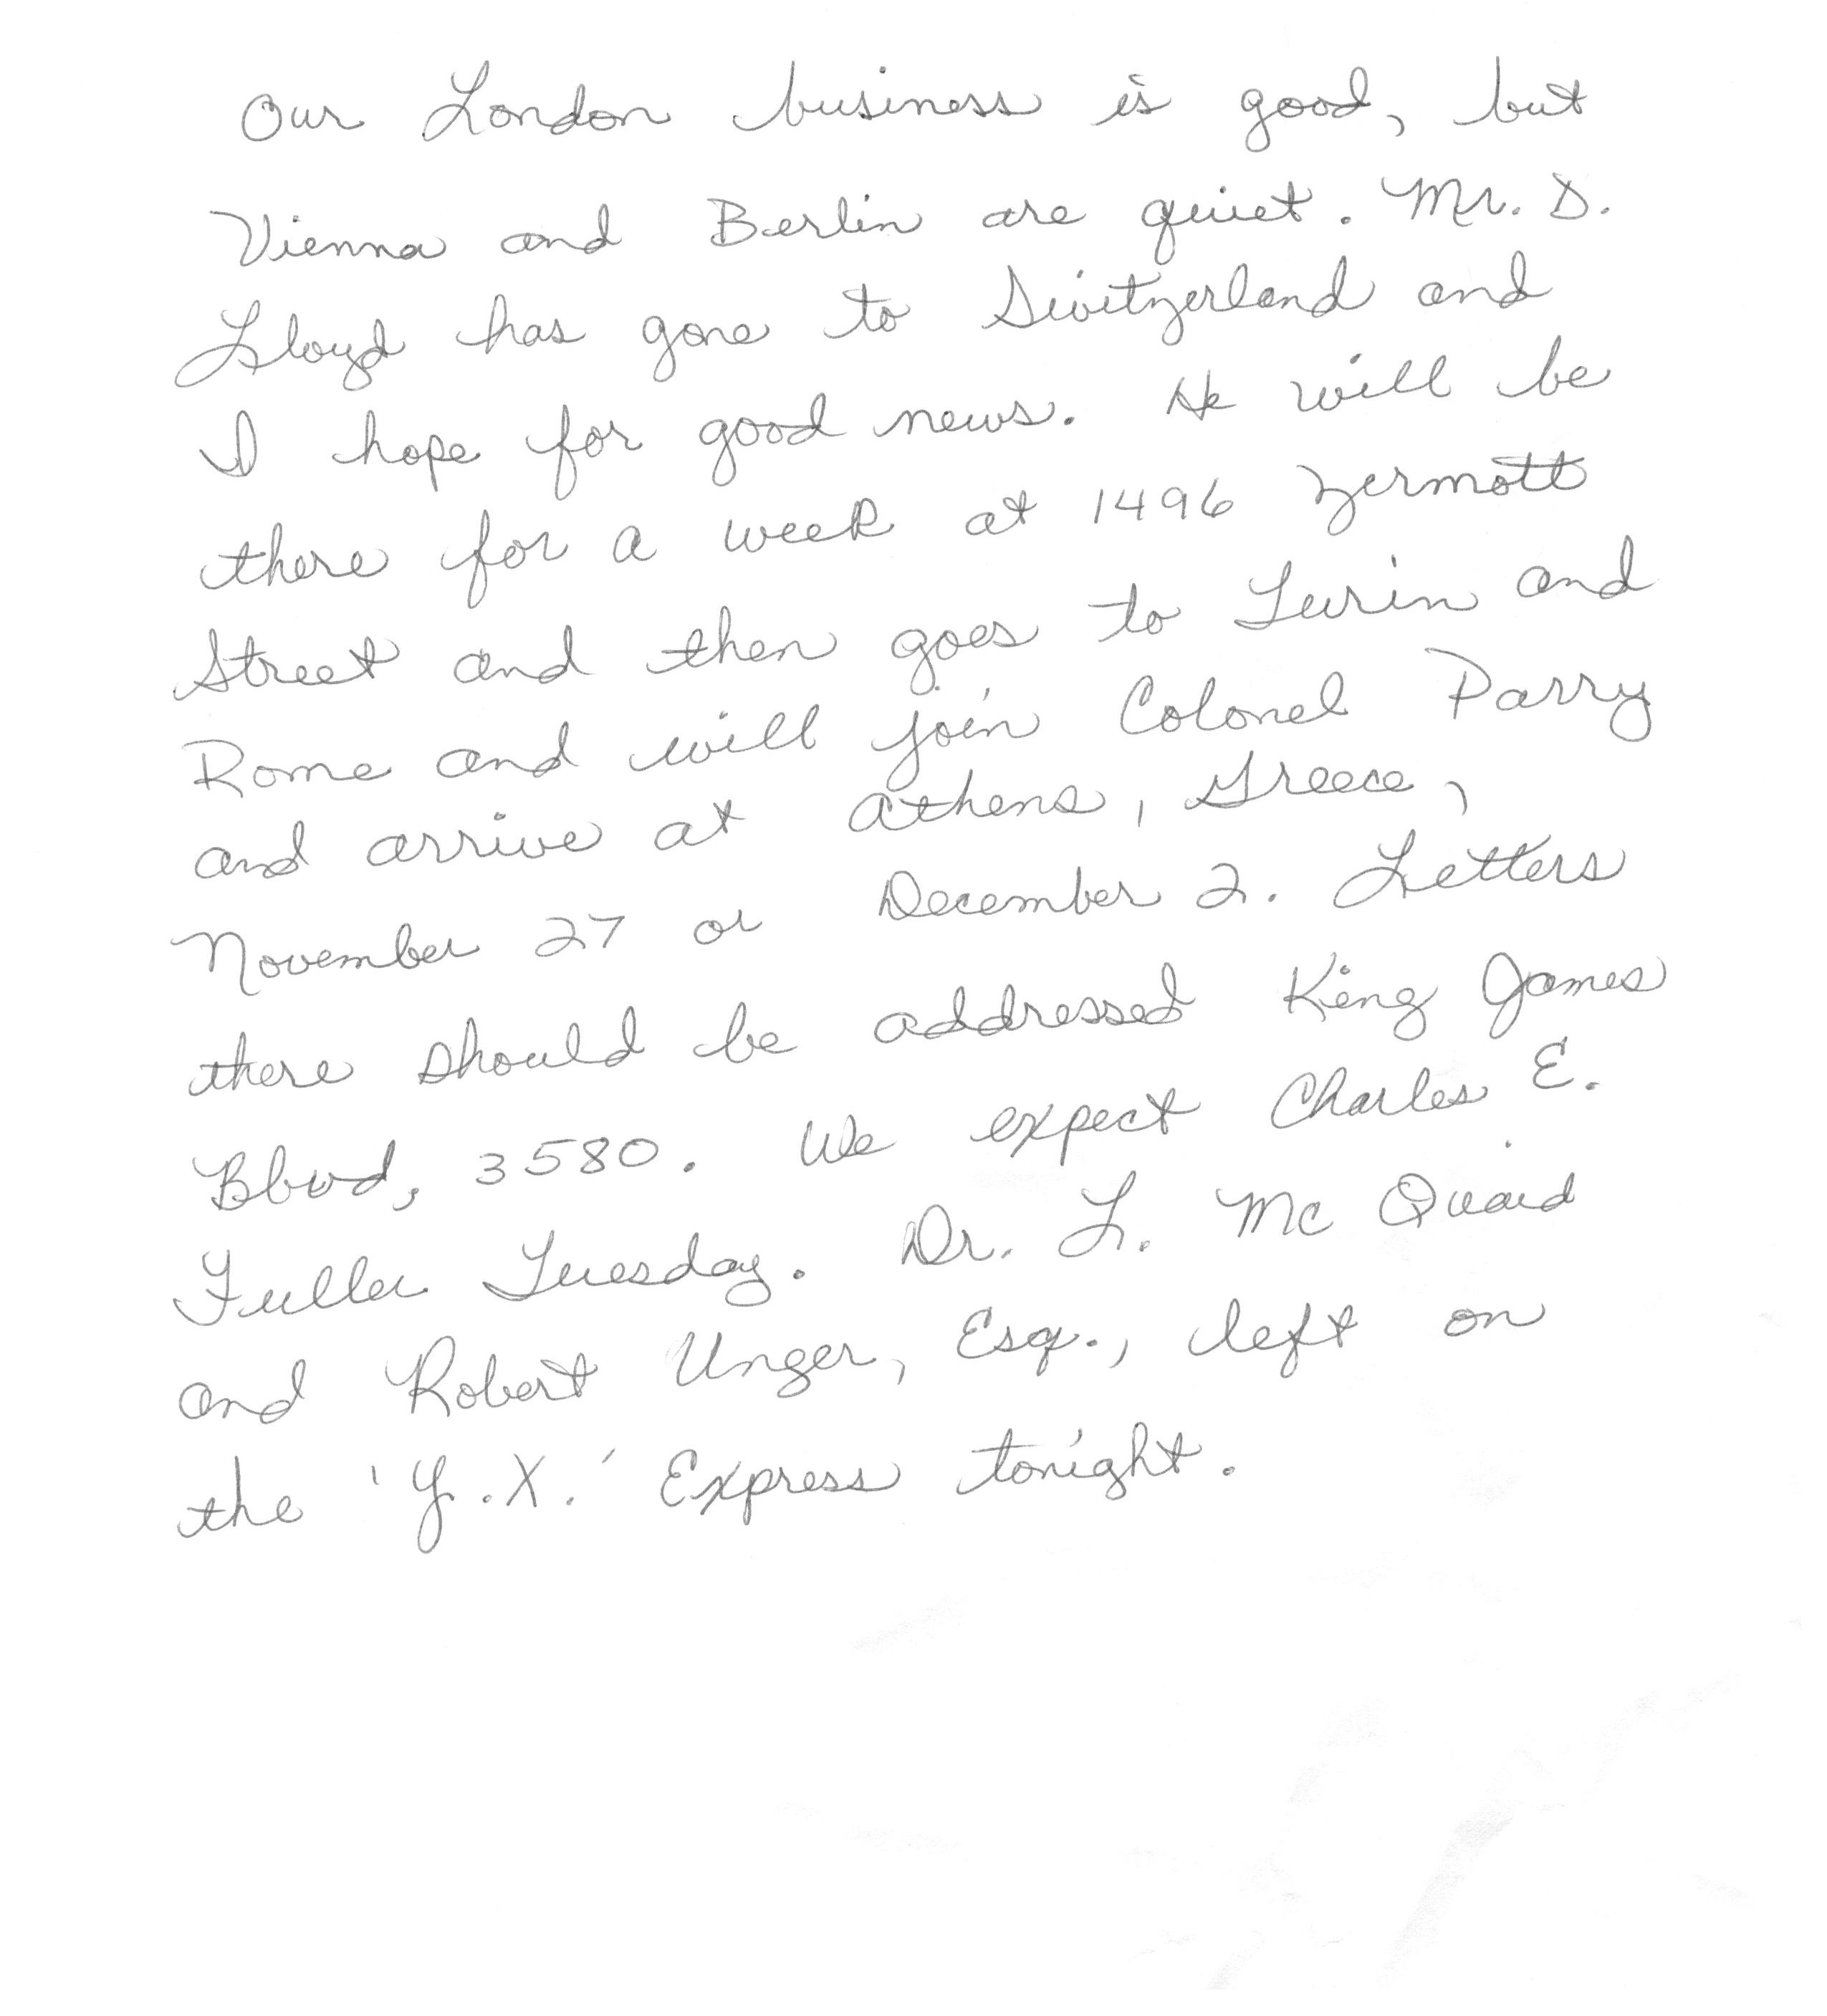 Our London business is good, but
Vienna and Berlin are quiet. Mr. D.
Lloyd has gone to Switzerland and
I hope for good news. He will be
there for a week at 1496 Zermott
Street and then goes to Turin and
Rome and will join Colonel Parry
and arrive at Athens, Greece,
November 27 or December 2. Letters
there should be addressed King James
Blvd, 3580. We expect Charles E.
Fuller Tuesday. Dr. L. Mc Quaid
and Robert Unger, Esq., left on
the 'Y.X.' Express tonight.